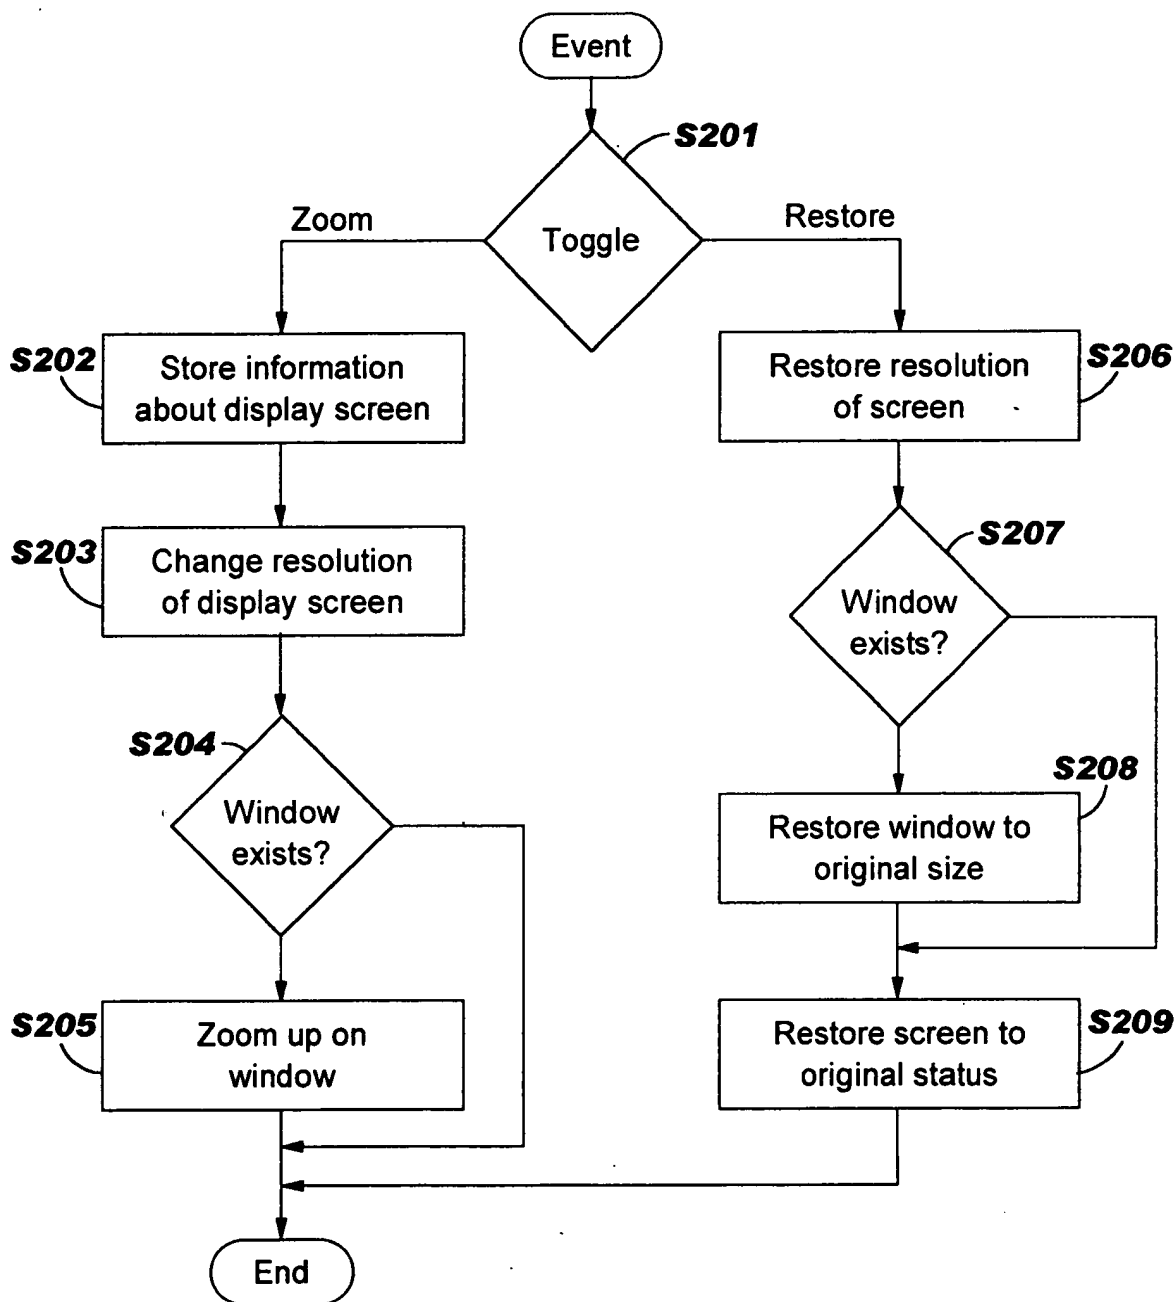 Event
S201
Toggle
Zoom
Restore
S202
Store information
about display screen
S203
Change resolution
of display screen
S204
Window
exists?
S205
Zoom up on
window
S206
Restore resolution
of screen
S207
Window
exists?
S208
Restore window to
original size
S209
Restore screen to
original status
End